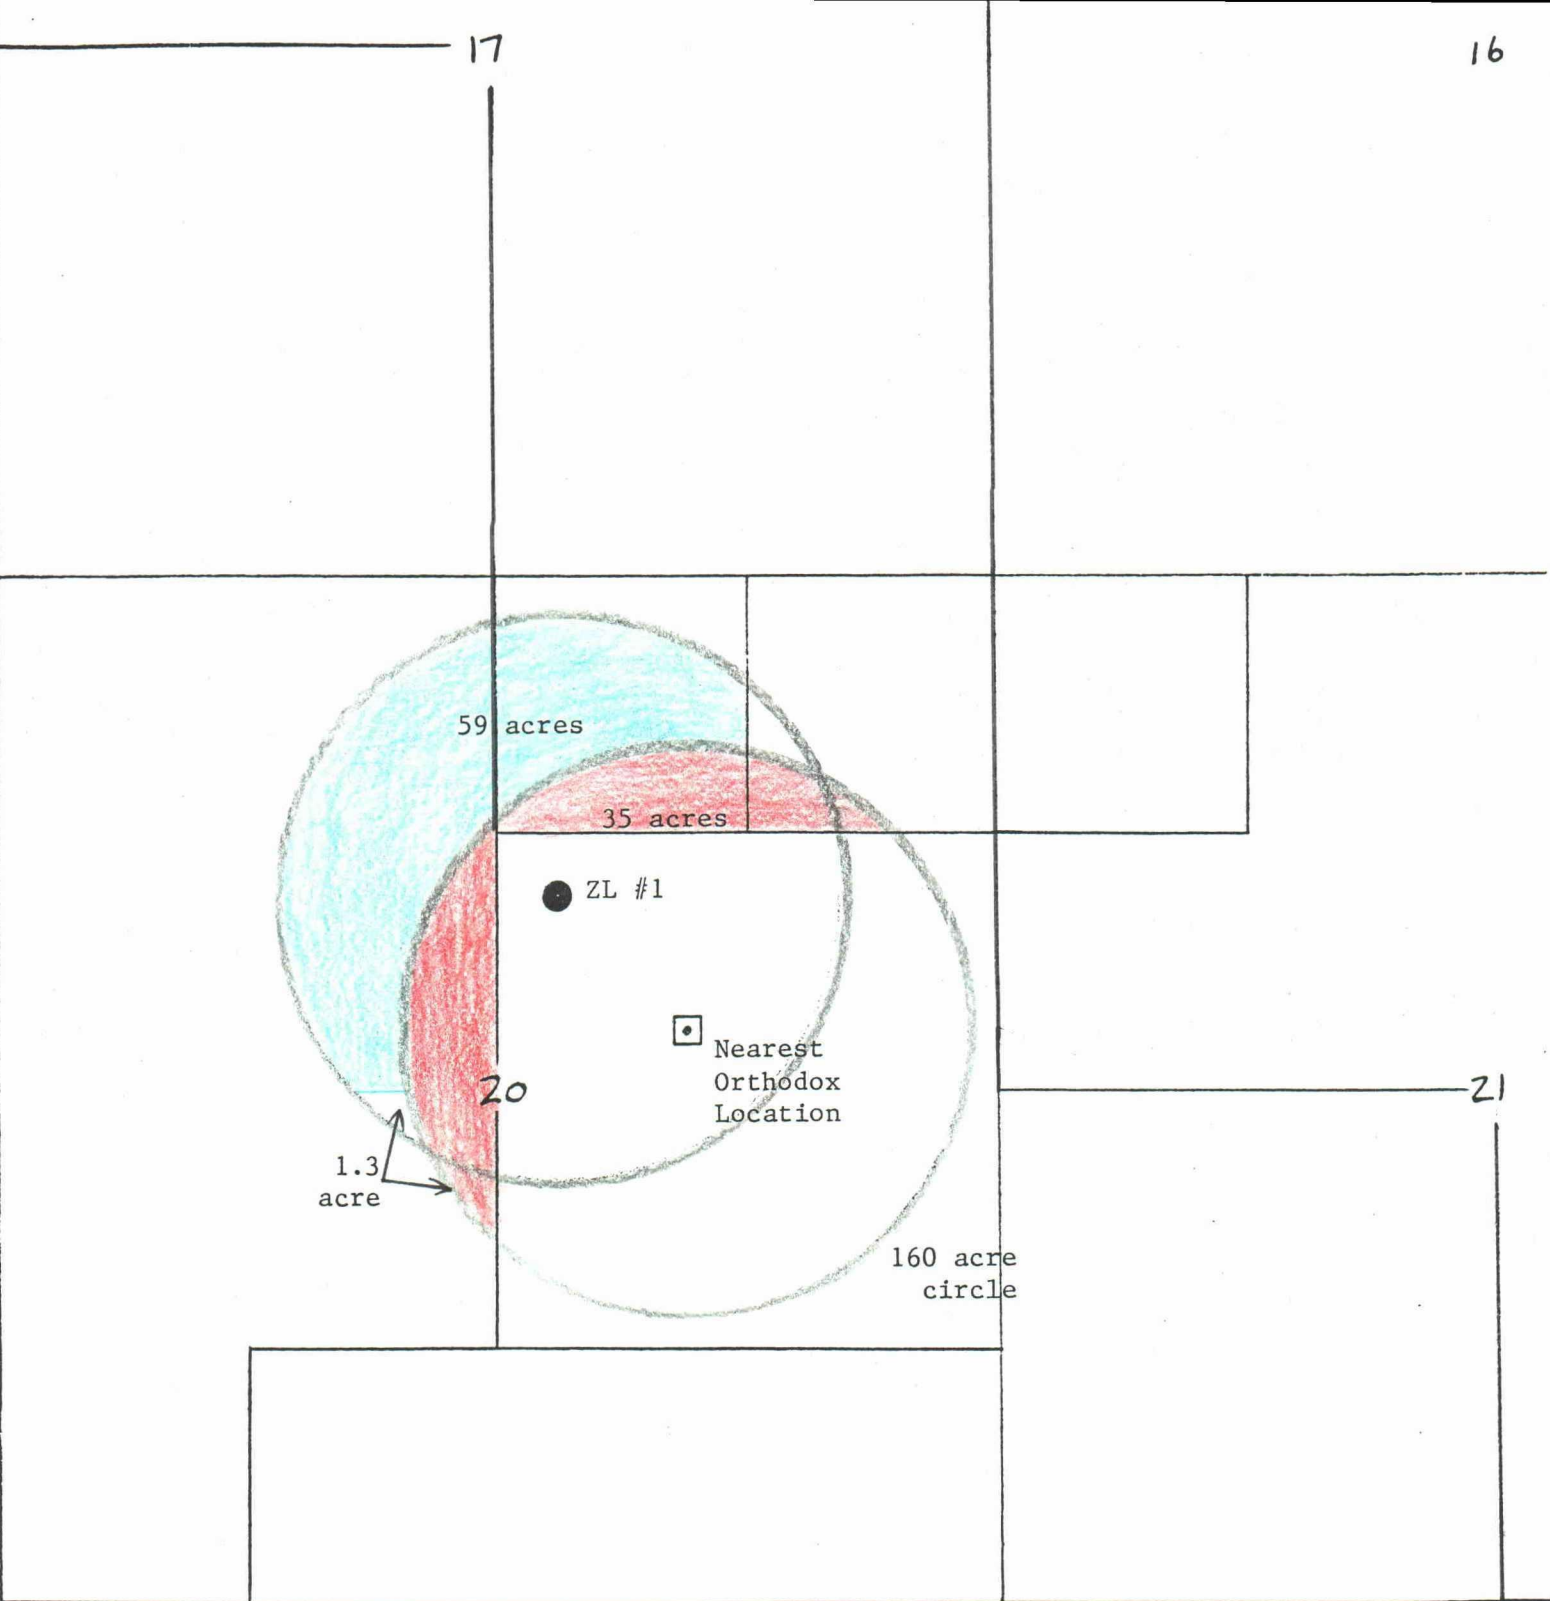 17
16
59 acres
35 acres
ZL #1
Nearest
Orthodox
Location
20
21
1.3
acre
160 acre
circle